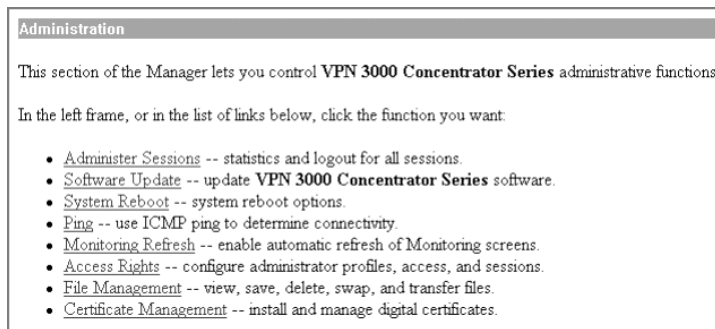 Administration
This section of the Manager lets you control VPN 3000 Concentrator Series administrative functions
In the left frame, or in the list of links below, click the function you want:
• Administer Sessions -- statistics and logout for all sessions.
• Software Update -- update VPN 3000 Concentrator Series software.
• System Reboot -- system reboot options.
• Ping -- use ICMP ping to determine connectivity.
• Monitoring Refresh -- enable automatic refresh of Monitoring screens.
• Access Rights -- configure administrator profiles, access, and sessions.
• File Management -- view, save, delete, swap, and transfer files.
• Certificate Management -- install and manage digital certificates.